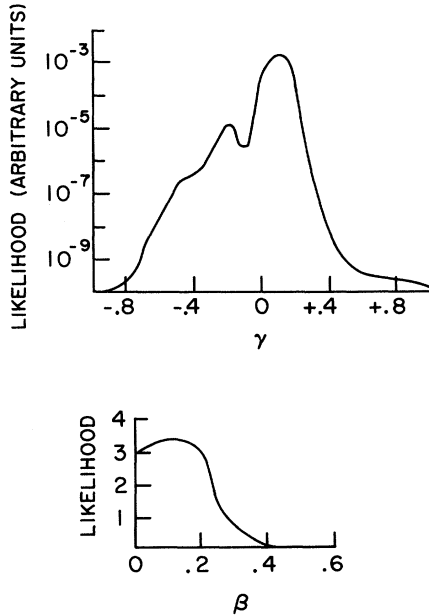 LIKELIHOOD (ARBITRARY UNITS)
10-3
10-5
10-7
10-9
-.8 -.4 0 +.4 +.8
γ
LIKELIHOOD
4
3
2
1
0 .2 .4 .6
β